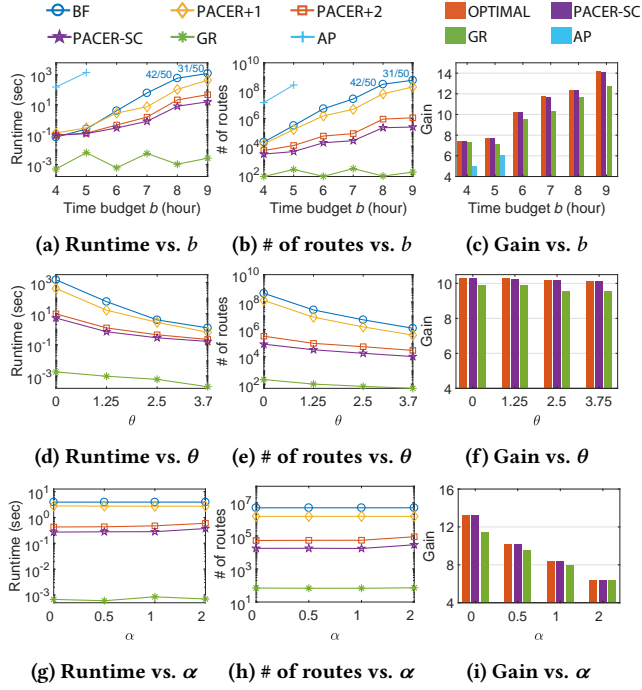 BF PACER+1 PACER+2 OPTIMAL PACER-SC
PACER-SC GR AP GR AP
Runtime (sec) 10^3 10^1 10^-1 10^-3 42/50 31/50 4 5 6 7 8 9
# of routes 10^10 10^8 10^6 10^4 10^2 42/50 31/50 4 5 6 7 8 9
Gain 14 12 10 8 6 4 4 5 6 7 8 9
Time budget b (hour) Time budget b (hour) Time budget b (hour)
(a) Runtime vs. b (b) # of routes vs. b (c) Gain vs. b
Runtime (sec) 10^3 10^1 10^-1 10^-3 0 1.25 2.5 3.7
# of routes 10^10 10^8 10^6 10^4 10^2 0 1.25 2.5 3.7
Gain 10 8 6 4 0 1.25 2.5 3.75
θ θ θ
(d) Runtime vs. θ (e) # of routes vs. θ (f) Gain vs. θ
Runtime (sec) 10^1 10^0 10^-1 10^-2 10^-3 0 0.5 1 2
# of routes 10^7 10^5 10^3 10^1 0 0.5 1 2
Gain 16 12 8 4 0 0.5 1 2
α α α
(g) Runtime vs. α (h) # of routes vs. α (i) Gain vs. α